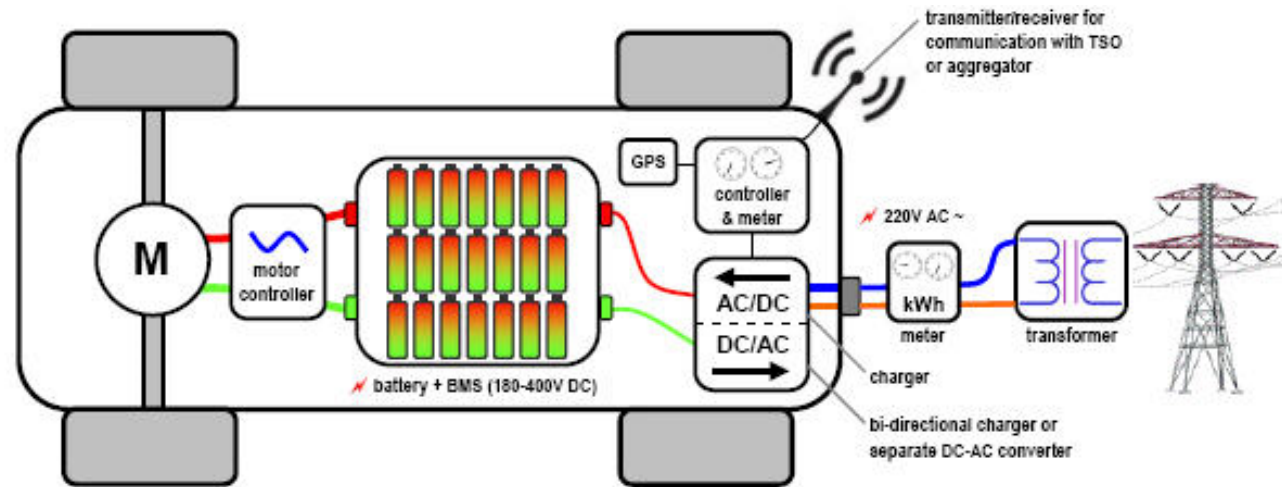 transmitter/receiver for
communication with TSO
or aggregator
GPS
controller
& meter
220V AC ~
M
motor
controller
AC/DC
DC/AC
kWh
meter
transformer
charger
battery + BMS (180-400V DC)
bi-directional charger or
separate DC-AC converter